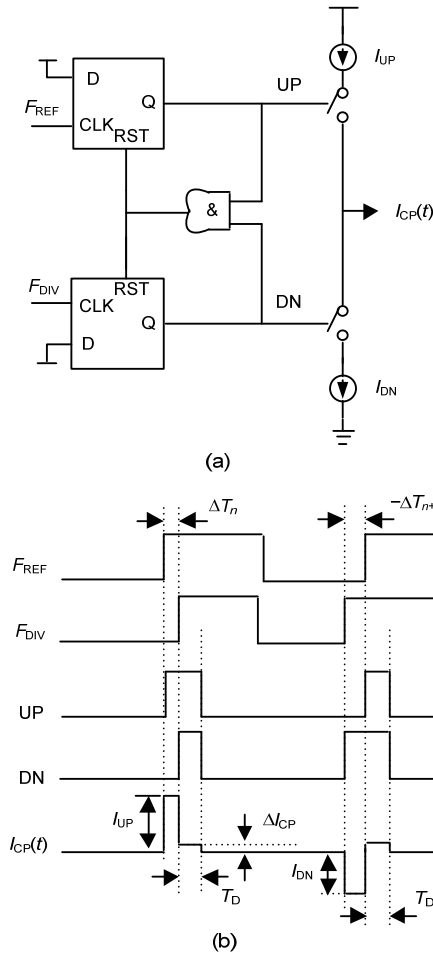 D
Q
F_REF
CLK
RST
UP
I_UP
&
I_CP(t)
F_DIV
RST
CLK
Q
D
DN
I_DN
(a)
ΔT_n
−ΔT_n+
F_REF
F_DIV
UP
DN
I_UP
ΔI_CP
I_CP(t)
I_DN
T_D
T_D
(b)